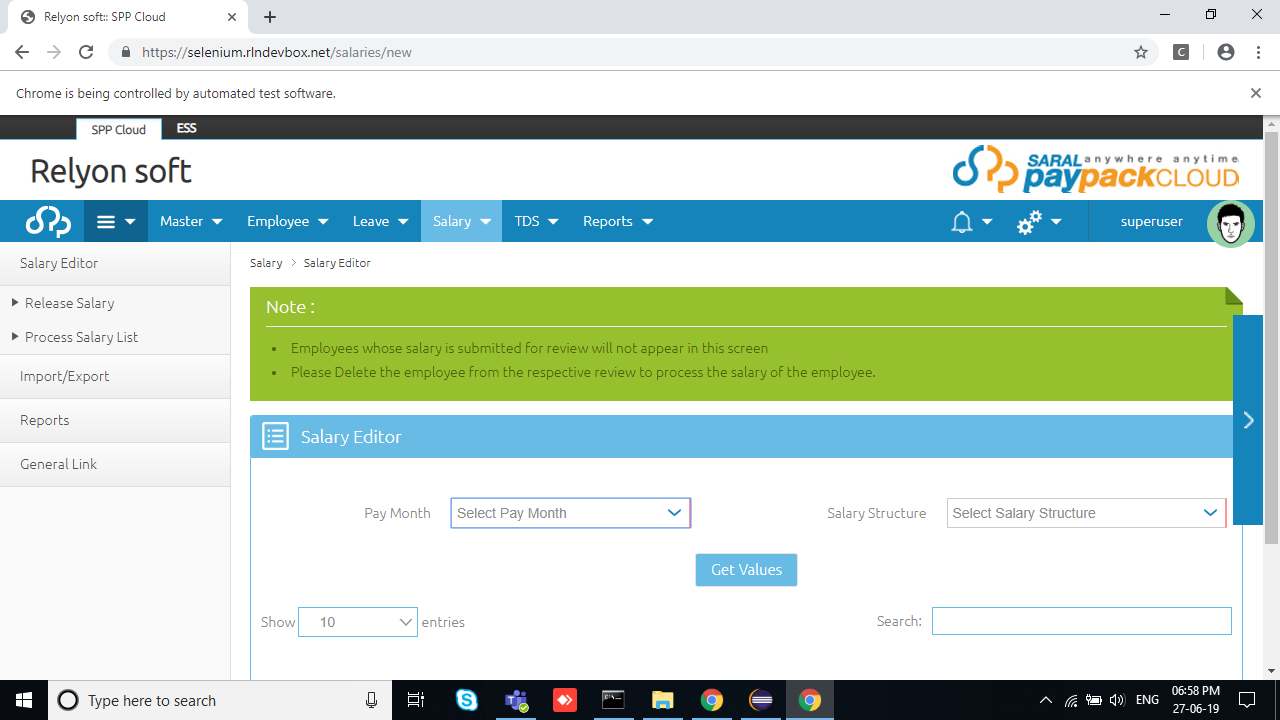 Relyon soft:: SPP Cloud
https://selenium.rlndevbox.net/salaries/new
C
Chrome is being controlled by automated test software.
SPP Cloud ESS
Relyon soft
SARAL anywhere anytime
paypackCLOUD
Master Employee Leave Salary TDS Reports superuser
Salary Editor
Release Salary
Process Salary List
Import/Export
Reports
General Link
Salary > Salary Editor
Note :
• Employees whose salary is submitted for review will not appear in this screen
• Please Delete the employee from the respective review to process the salary of the employee.
Salary Editor
Pay Month Select Pay Month Salary Structure Select Salary Structure
Get Values
Show 10 entries Search:
Type here to search
ENG
06:58 PM
27-06-19